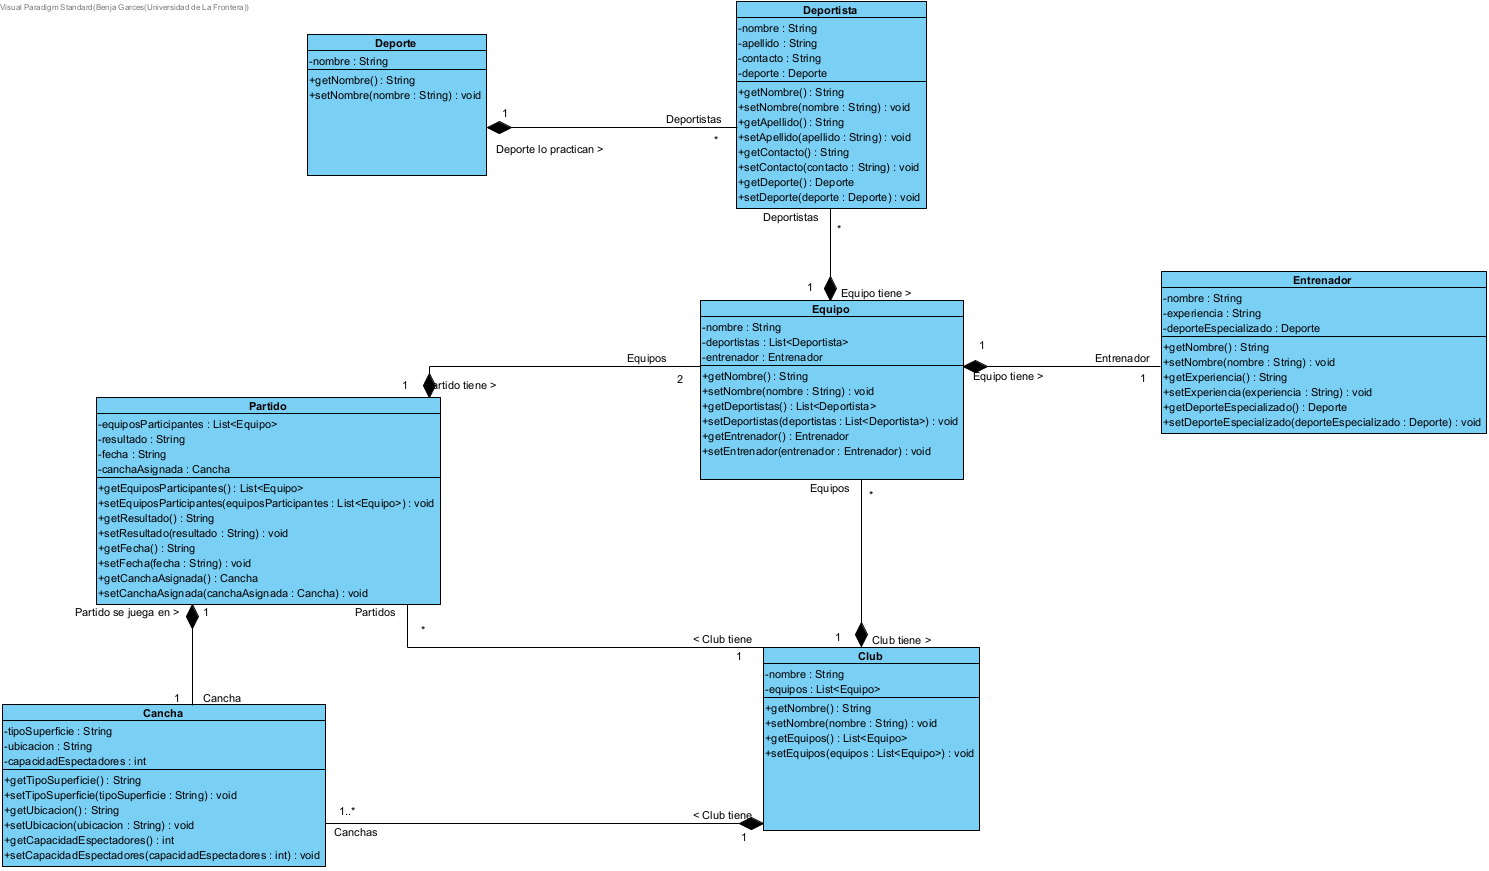 Visual Paradigm Standard(Benja Garces(Universidad de La Frontera))
Deportista
-nombre : String
-apellido : String
-contacto : String
-deporte : Deporte
+getNombre() : String
+setNombre(nombre : String) : void
+getApellido() : String
+setApellido(apellido : String) : void
+getContacto() : String
+setContacto(contacto : String) : void
+getDeporte() : Deporte
+setDeporte(deporte : Deporte) : void
Deporte
-nombre : String
+getNombre() : String
+setNombre(nombre : String) : void
1
Deportistas
*
Deporte lo practican >
Deportistas
*
1
Equipo tiene >
Equipo
-nombre : String
-deportistas : List<Deportista>
-entrenador : Entrenador
+getNombre() : String
+setNombre(nombre : String) : void
+getDeportistas() : List<Deportista>
+setDeportistas(deportistas : List<Deportista>) : void
+getEntrenador() : Entrenador
+setEntrenador(entrenador : Entrenador) : void
1
Entrenador
Equipo tiene >
1
Entrenador
-nombre : String
-experiencia : String
-deporteEspecializado : Deporte
+getNombre() : String
+setNombre(nombre : String) : void
+getExperiencia() : String
+setExperiencia(experiencia : String) : void
+getDeporteEspecializado() : Deporte
+setDeporteEspecializado(deporteEspecializado : Deporte) : void
Equipos
2
1
tiene >
Partido
-equiposParticipantes : List<Equipo>
-resultado : String
-fecha : String
-canchaAsignada : Cancha
+getEquiposParticipantes() : List<Equipo>
+setEquiposParticipantes(equiposParticipantes : List<Equipo>) : void
+getResultado() : String
+setResultado(resultado : String) : void
+getFecha() : String
+setFecha(fecha : String) : void
+getCanchaAsignada() : Cancha
+setCanchaAsignada(canchaAsignada : Cancha) : void
Equipos
*
1
Club tiene >
Partido se juega en >
1
Partidos
*
< Club tiene
1
1
Cancha
Club
-nombre : String
-equipos : List<Equipo>
+getNombre() : String
+setNombre(nombre : String) : void
+getEquipos() : List<Equipo>
+setEquipos(equipos : List<Equipo>) : void
Cancha
-tipoSuperficie : String
-ubicacion : String
-capacidadEspectadores : int
+getTipoSuperficie() : String
+setTipoSuperficie(tipoSuperficie : String) : void
+getUbicacion() : String
+setUbicacion(ubicacion : String) : void
+getCapacidadEspectadores() : int
+setCapacidadEspectadores(capacidadEspectadores : int) : void
1..*
Canchas
< Club tiene
1